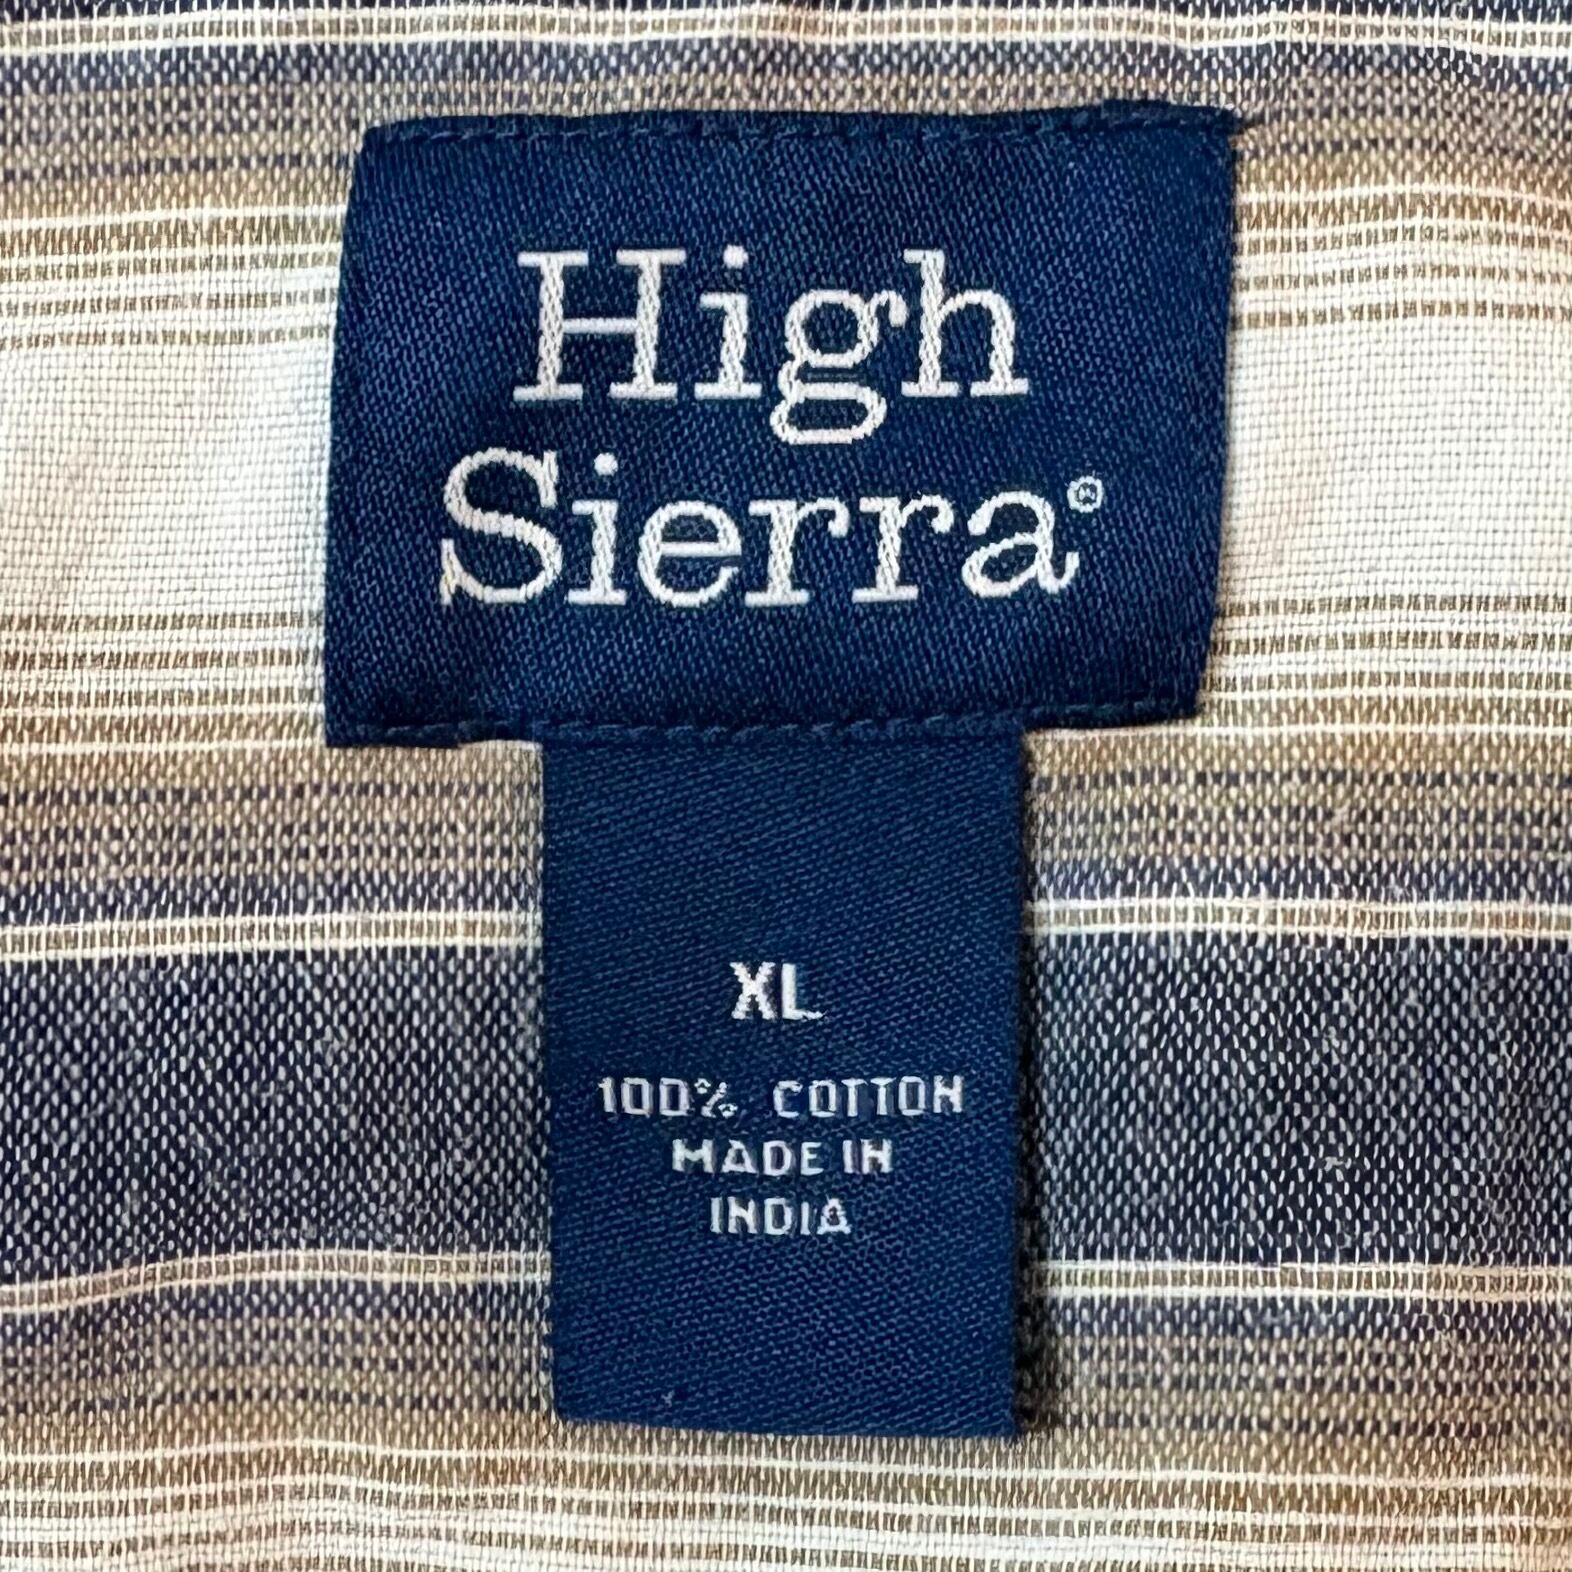 High
Sierra®
XL
100% COTTON
MADE IN
INDIA